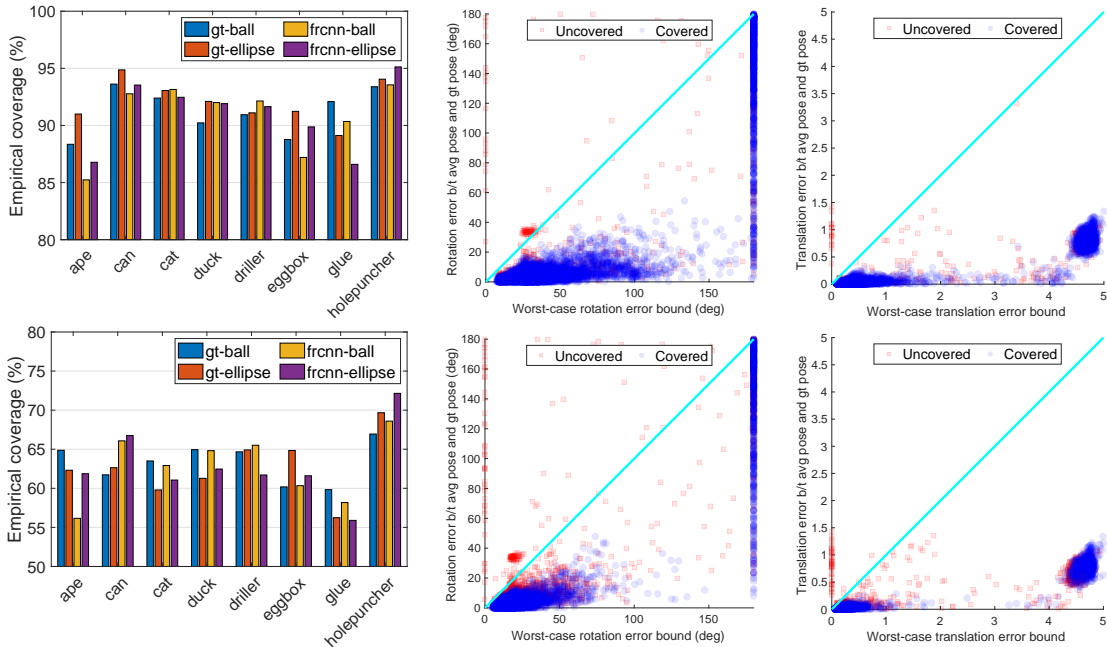 Empirical coverage (%)
100
95
90
85
80
gt-ball
frcnn-ball
gt-ellipse
frcnn-ellipse
ape
can
cat
duck
driller
eggbox
glue
holepuncher
Rotation error b/t avg pose and gt pose (deg)
180
160
140
120
100
80
60
40
20
0
Uncovered
Covered
0
50
100
150
Worst-case rotation error bound (deg)
Translation error b/t avg pose and gt pose
5
4.5
4
3.5
3
2.5
2
1.5
1
0.5
0
Uncovered
Covered
0
1
2
3
4
5
Worst-case translation error bound
Empirical coverage (%)
80
75
70
65
60
55
50
gt-ball
frcnn-ball
gt-ellipse
frcnn-ellipse
ape
can
cat
duck
driller
eggbox
glue
holepuncher
Rotation error b/t avg pose and gt pose (deg)
180
160
140
120
100
80
60
40
20
0
Uncovered
Covered
0
50
100
150
Worst-case rotation error bound (deg)
Translation error b/t avg pose and gt pose
5
4.5
4
3.5
3
2.5
2
1.5
1
0.5
0
Uncovered
Covered
0
1
2
3
4
5
Worst-case translation error bound